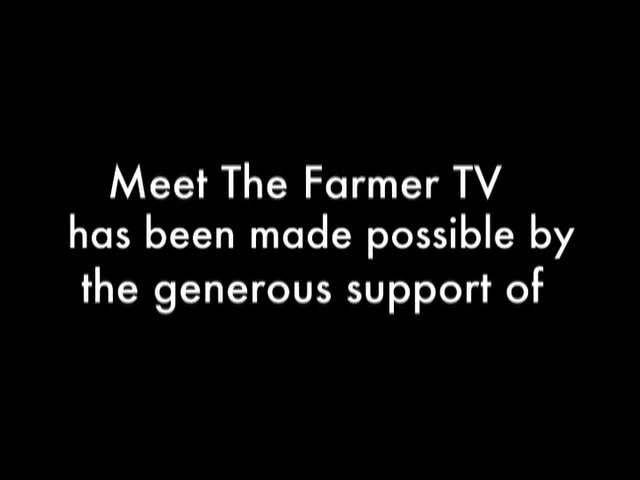 Meet The Farmer TV
has been made possible by
the generous support of